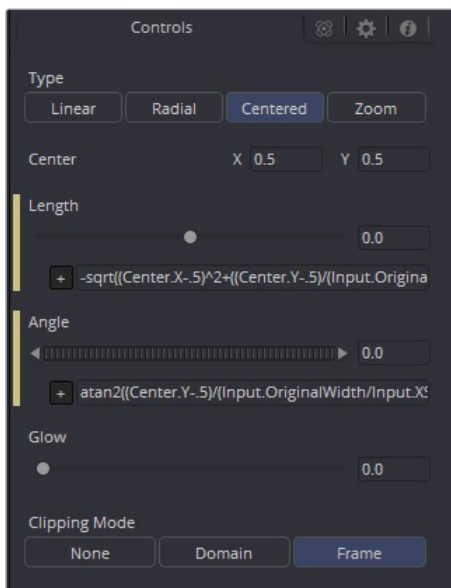 Controls
Type
Linear Radial Centered Zoom
Center X 0.5 Y 0.5
Length
0.0
+ -sqrt((Center.X-.5)^2+((Center.Y-.5)/(Input.Origina
Angle
0.0
+ atan2((Center.Y-.5)/(Input.OriginalWidth/Input.XS
Glow
0.0
Clipping Mode
None Domain Frame